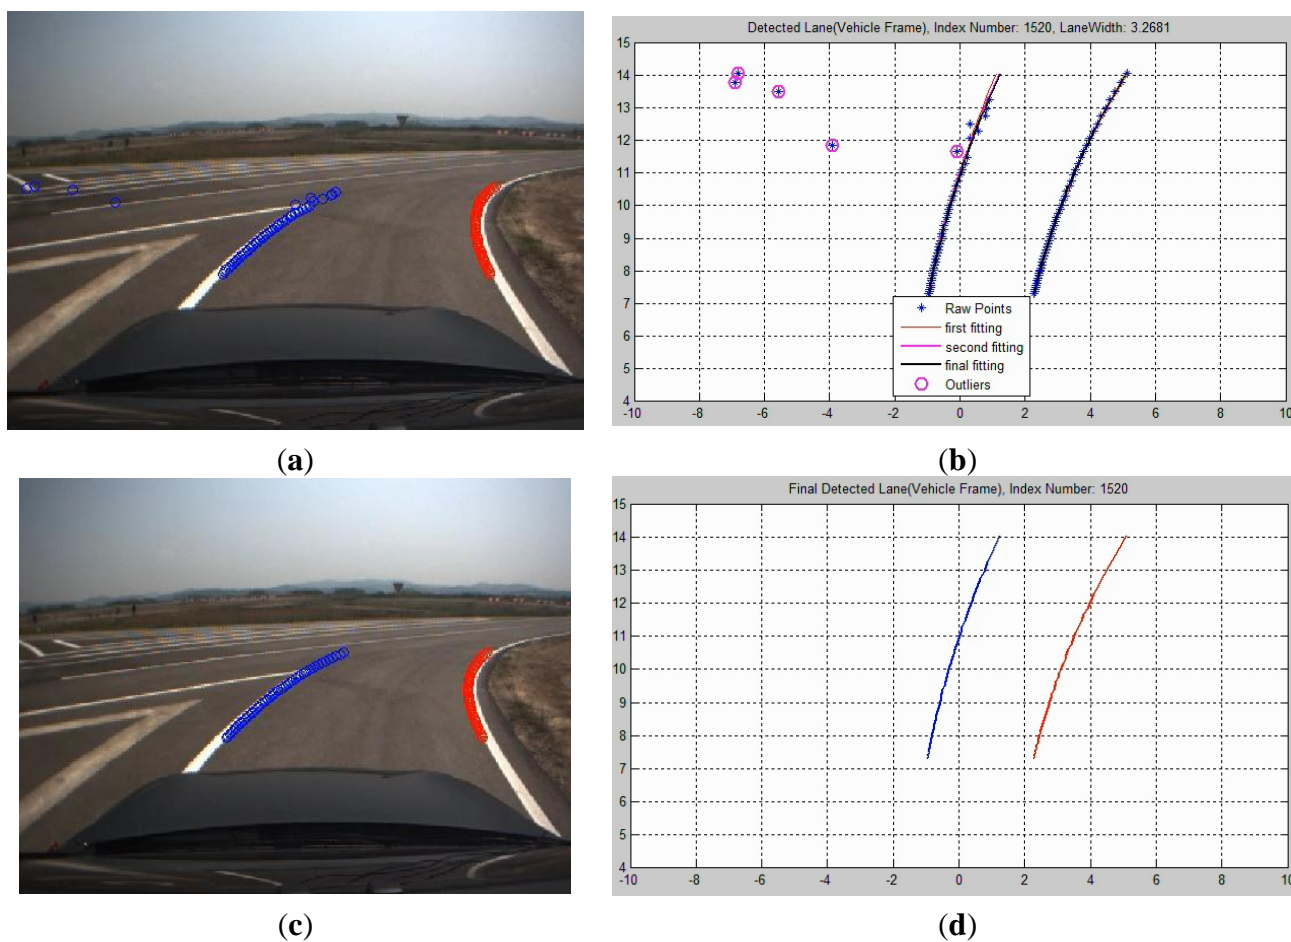 Detected Lane(Vehicle Frame), Index Number: 1520, LaneWidth: 3.2681
15
14
13
12
11
10
9
8
7
6
5
4
Raw Points
first fitting
second fitting
final fitting
Outliers
-10 -8 -6 -4 -2 0 2 4 6 8 10
(a) (b)
Final Detected Lane(Vehicle Frame), Index Number: 1520
15
14
13
12
11
10
9
8
7
6
5
4
-10 -8 -6 -4 -2 0 2 4 6 8 10
(c) (d)